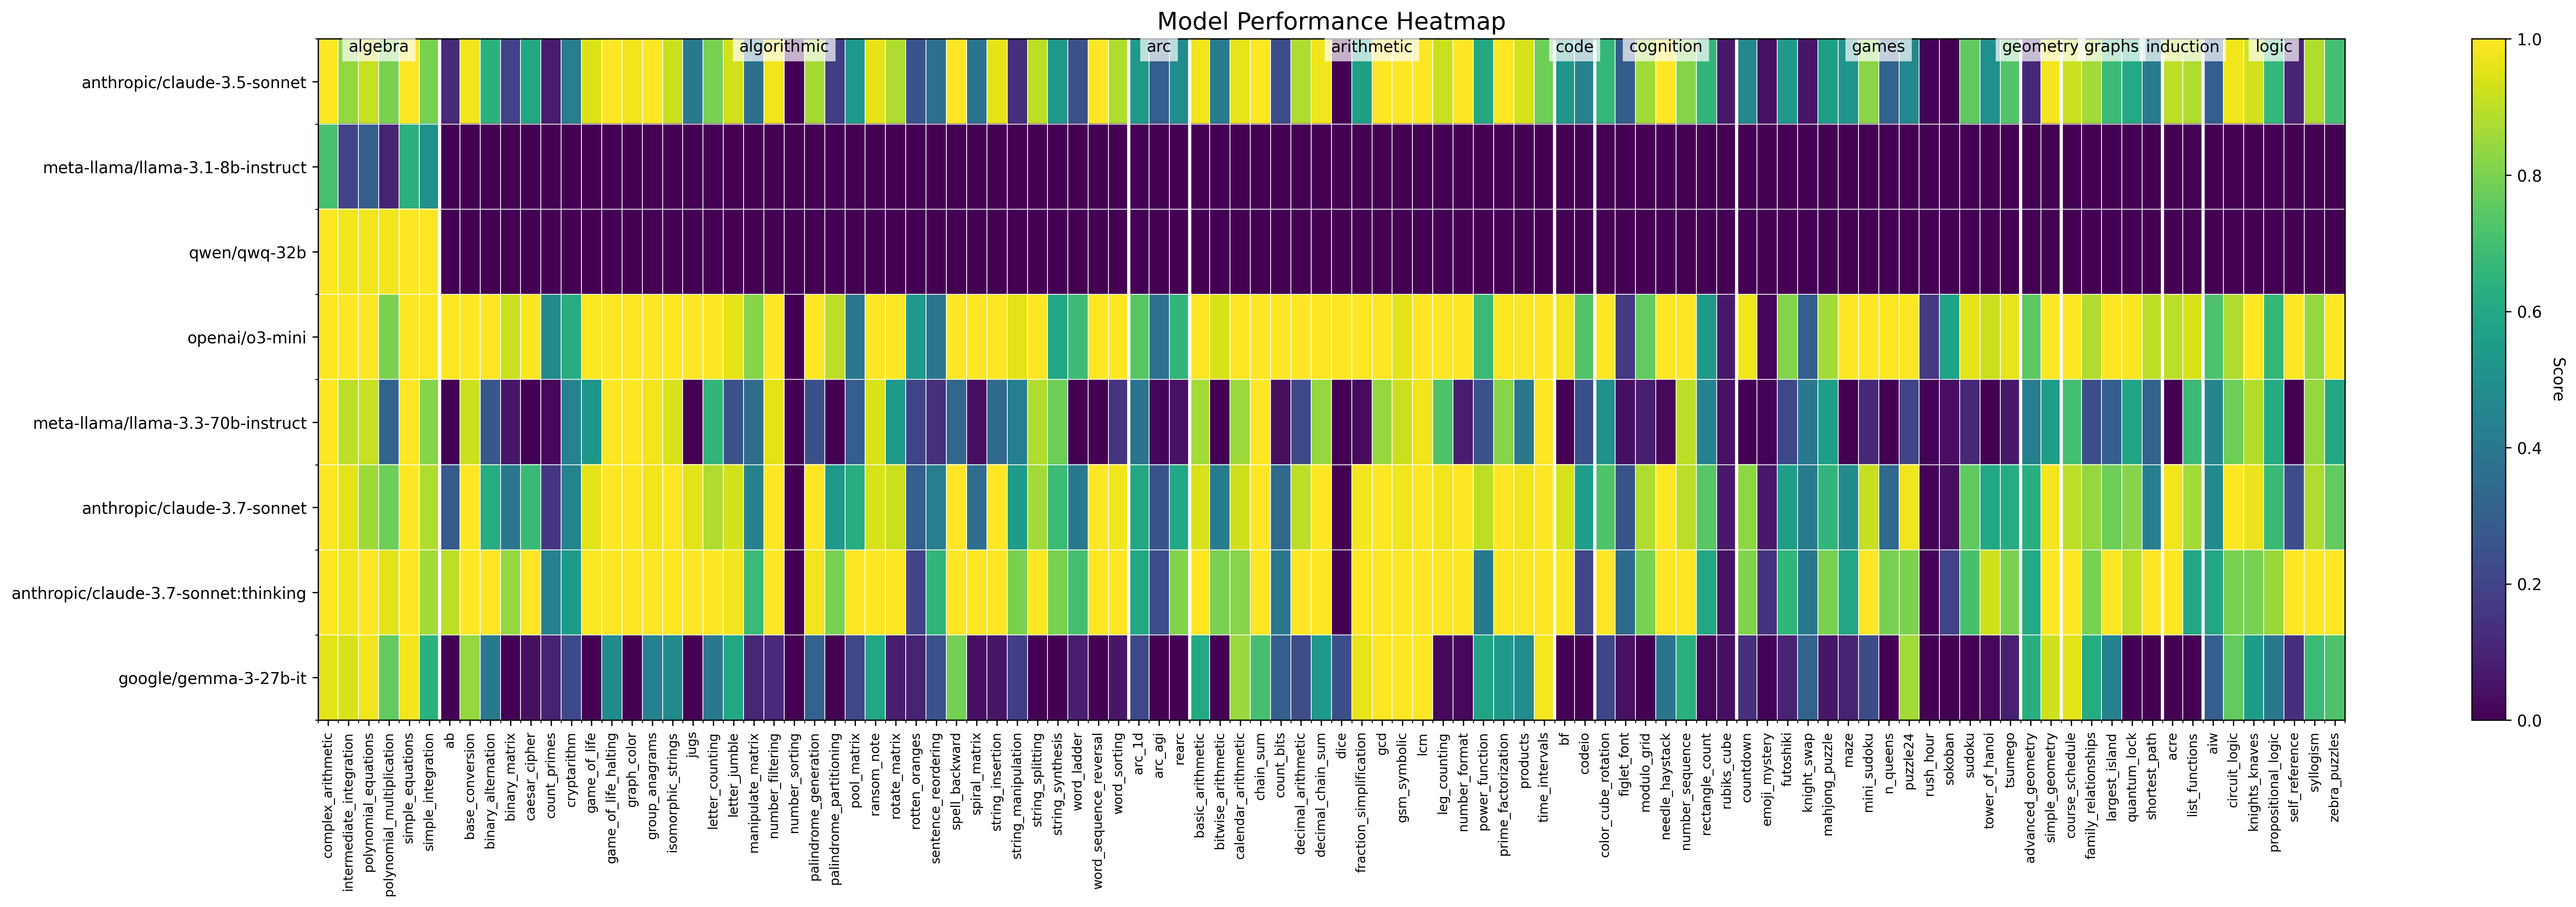 Model Performance Heatmap
algebra
algorithmic
arc
arithmetic
code
cognition
games
geometry
graphs
induction
logic
anthropic/claude-3.5-sonnet
meta-llama/llama-3.1-8b-instruct
qwen/qwq-32b
openai/o3-mini
meta-llama/llama-3.3-70b-instruct
anthropic/claude-3.7-sonnet
anthropic/claude-3.7-sonnet:thinking
google/gemma-3-27b-it
complex_arithmetic
intermediate_integration
polynomial_equations
polynomial_multiplication
simple_equations
simple_integration
ab
base_conversion
binary_alternation
binary_matrix
caesar_cipher
count_primes
cryptarithm
game_of_life
game_of_life_halting
graph_color
group_anagrams
isomorphic_strings
jugs
letter_counting
letter_jumble
manipulate_matrix
number_filtering
number_sorting
palindrome_generation
palindrome_partitioning
pool_matrix
ransom_note
rotate_matrix
rotten_oranges
sentence_reordering
spell_backward
spiral_matrix
string_insertion
string_manipulation
string_splitting
string_synthesis
word_ladder
word_sequence_reversal
word_sorting
arc_1d
arc_agi
rearc
basic_arithmetic
bitwise_arithmetic
calendar_arithmetic
chain_sum
count_bits
decimal_arithmetic
decimal_chain_sum
dice
fraction_simplification
gcd
gsm_symbolic
lcm
leg_counting
number_format
power_function
prime_factorization
products
time_intervals
bf
codeio
color_cube_rotation
figlet_font
modulo_grid
needle_haystack
number_sequence
rectangle_count
rubiks_cube
countdown
emoji_mystery
futoshiki
knight_swap
mahjong_puzzle
maze
mini_sudoku
n_queens
puzzle24
rush_hour
sokoban
sudoku
tower_of_hanoi
tsumego
advanced_geometry
simple_geometry
course_schedule
family_relationships
largest_island
quantum_lock
shortest_path
acre
list_functions
aiw
circuit_logic
knights_knaves
propositional_logic
self_reference
syllogism
zebra_puzzles
1.0
0.8
0.6
0.4
0.2
0.0
Score